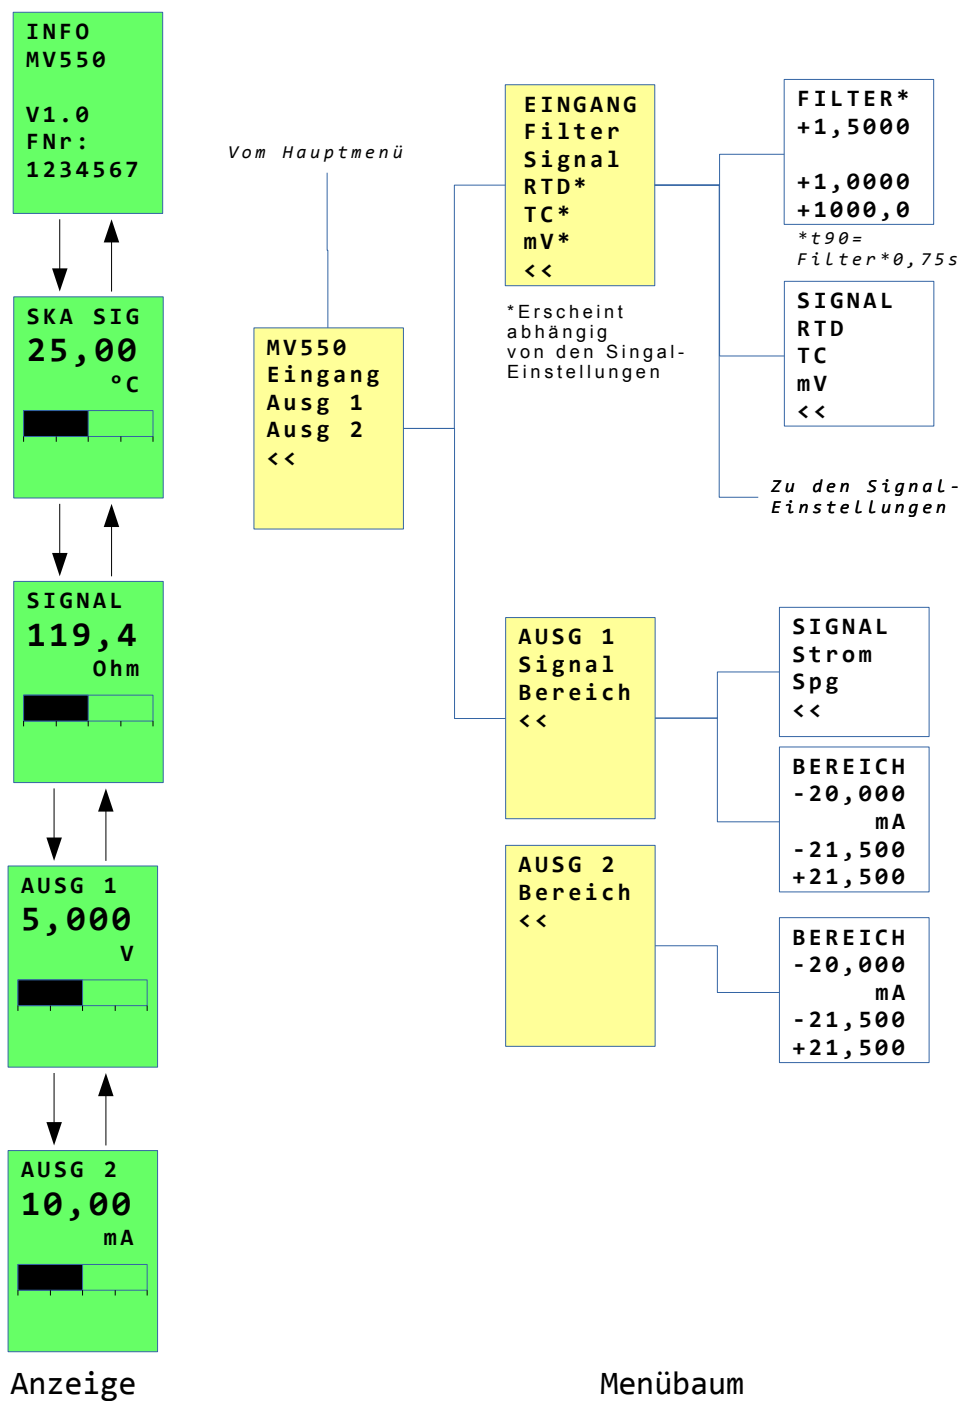 INFO
MV550
V1.0
FNr:
1234567
SKA SIG
25,00
°C
SIGNAL
119,4
Ohm
AUSG 1
5,000
V
AUSG 2
10,00
mA
Anzeige
Vom Hauptmenü
MV550
Eingang
Ausg 1
Ausg 2
<<
EINGANG
Filter
Signal
RTD*
TC*
mV*
<<
*Erscheint
abhängig
von den Singal-
Einstellungen
FILTER*
+1,5000
+1,0000
+1000,0
*t90=
Filter*0,75s
SIGNAL
RTD
TC
mV
<<
Zu den Signal-
Einstellungen
AUSG 1
Signal
Bereich
<<
SIGNAL
Strom
Spg
<<
BEREICH
-20,000
mA
-21,500
+21,500
AUSG 2
Bereich
<<
BEREICH
-20,000
mA
-21,500
+21,500
Menübaum